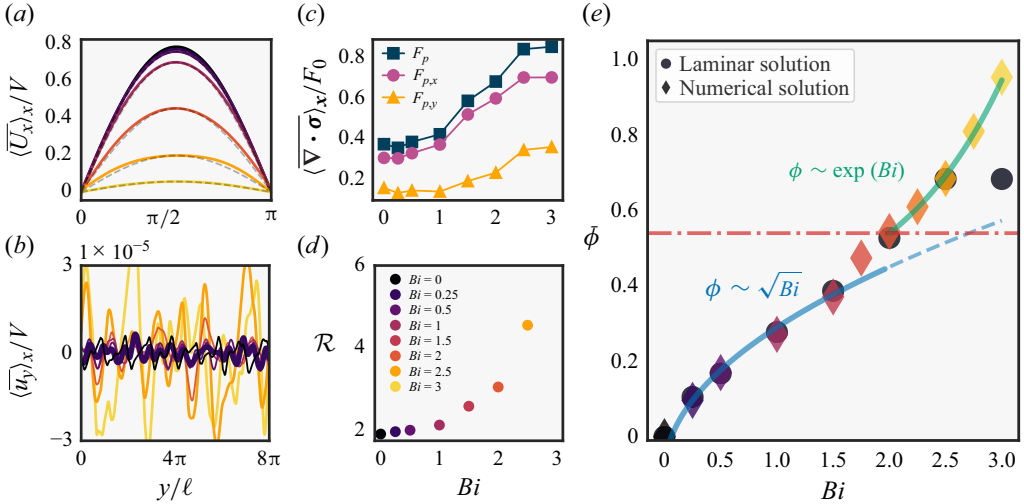 (a)
⟨U̅ₓ⟩ₓ/V
0.8
0.6
0.4
0.2
0
0
π/2
π
(b)
1 × 10⁻⁵
⟨u̅_y⟩ₓ/V
3
0
−3
0
4π
8π
y/ℓ
(c)
⟨∇ · σ⟩ₓ/F₀
0.8
0.6
0.4
0.2
F_p
F_{p,x}
F_{p,y}
0
1
2
3
(d)
ℛ
6
4
2
Bi = 0
Bi = 0.25
Bi = 0.5
Bi = 1
Bi = 1.5
Bi = 2
Bi = 2.5
Bi = 3
0
1
2
3
Bi
(e)
Laminar solution
Numerical solution
ϕ ∼ exp (Bi)
ϕ ∼ √Bi
ϕ̄
1.0
0.8
0.6
0.4
0.2
0
0
0.5
1.0
1.5
2.0
2.5
3.0
Bi